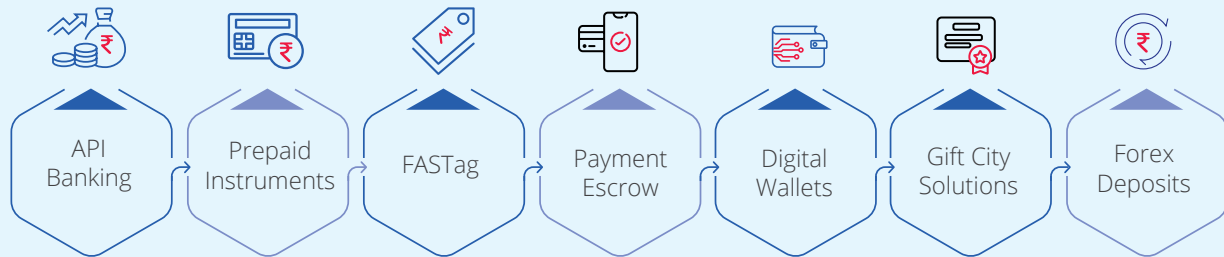 API
Banking
Prepaid
Instruments
FASTag
Payment
Escrow
Digital
Wallets
Gift City
Solutions
Forex
Deposits